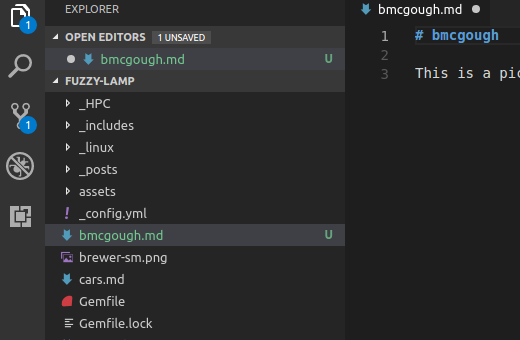 EXPLORER
OPEN EDITORS 1 UNSAVED
bmcgough.md U
FUZZY-LAMP
_HPC
_includes
_linux
_posts
assets
! _config.yml
bmcgough.md U
brewer-sm.png
cars.md
Gemfile
Gemfile.lock
1
1
bmcgough.md
1 # bmcgough
2
3 This is a pic